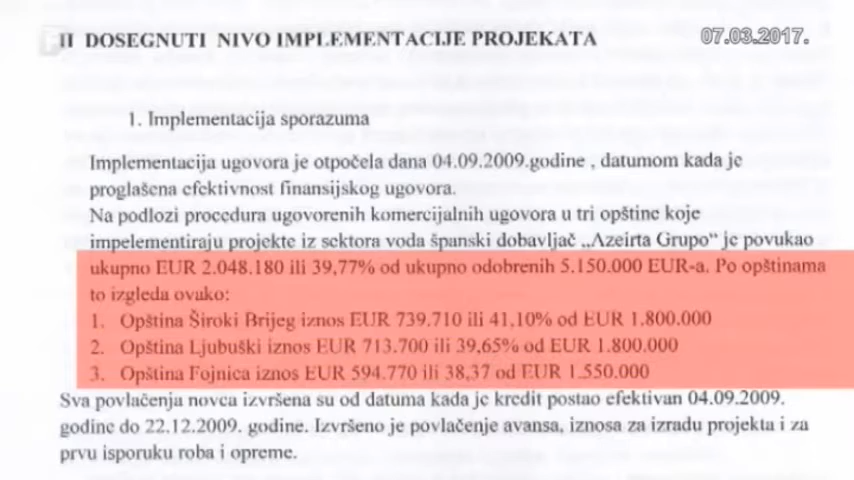 II DOSEGNUTI NIVO IMPLEMENTACIJE PROJEKATA
07.03.2017.
1. Implementacija sporazuma
Implementacija ugovora je otpočela dana 04.09.2009.godine , datumom kada je
proglašena efektivnost finansijskog ugovora.
Na podlozi procedura ugovorenih komercijalnih ugovora u tri opštine koje
impelementiraju projekte iz sektora voda španski dobavljač „Azeirta Grupo" je povukao
ukupno EUR 2.048.180 ili 39,77% od ukupno odobrenih 5.150.000 EUR-a. Po opštinama
to izgleda ovako:
1. Opština Široki Brijeg iznos EUR 739.710 ili 41,10% od EUR 1.800.000
2. Opština Ljubuški iznos EUR 713.700 ili 39,65% od EUR 1.800.000
3. Opština Fojnica iznos EUR 594.770 ili 38,37 od EUR 1.550.000
Sva povlačenja novca izvršena su od datuma kada je kredit postao efektivan 04.09.2009.
godine do 22.12.2009. godine. Izvršeno je povlačenje avansa, iznosa za izradu projekta i za
prvu isporuku roba i opreme.